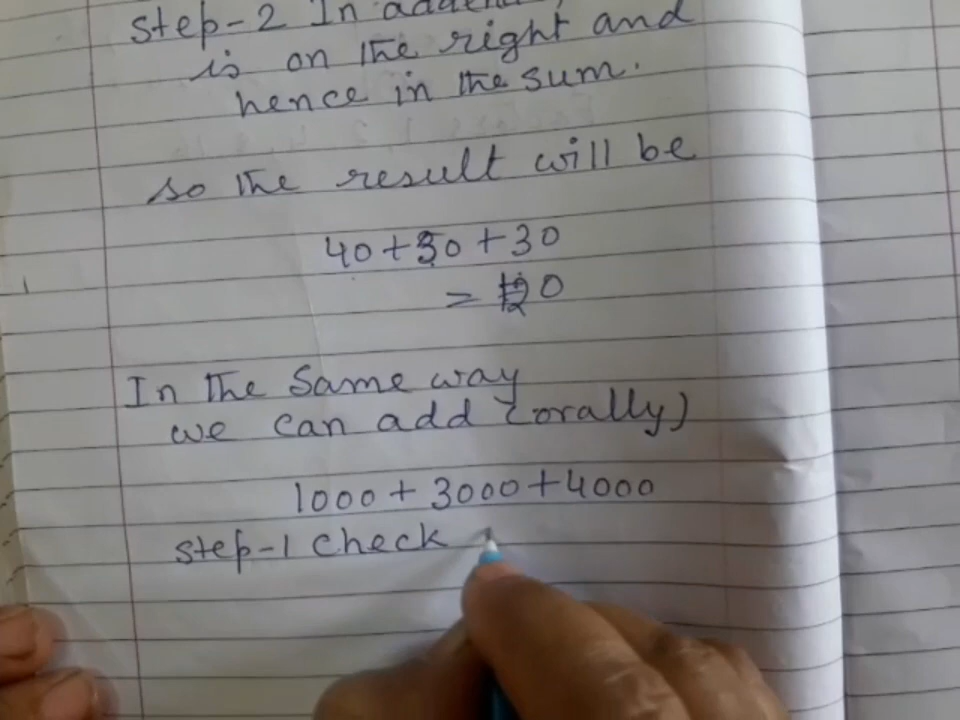 Step-2 In
is on the right and
hence in the sum.
so the result will be
40+50+30
= 120
In the Same way
we can add (orally)
1000+3000+4000
Step-1 Check